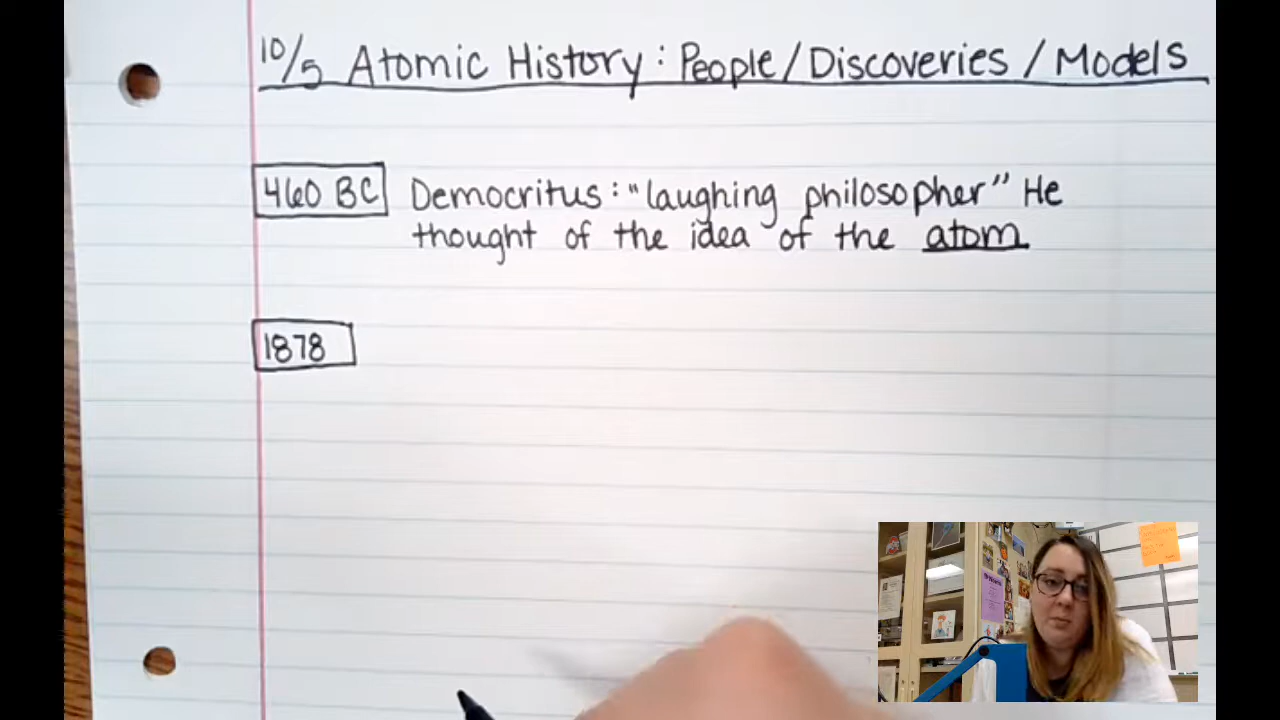 10/5 Atomic History: People/Discoveries/Models
460 BC Democritus: "laughing philosopher" He
thought of the idea of the atom
1878